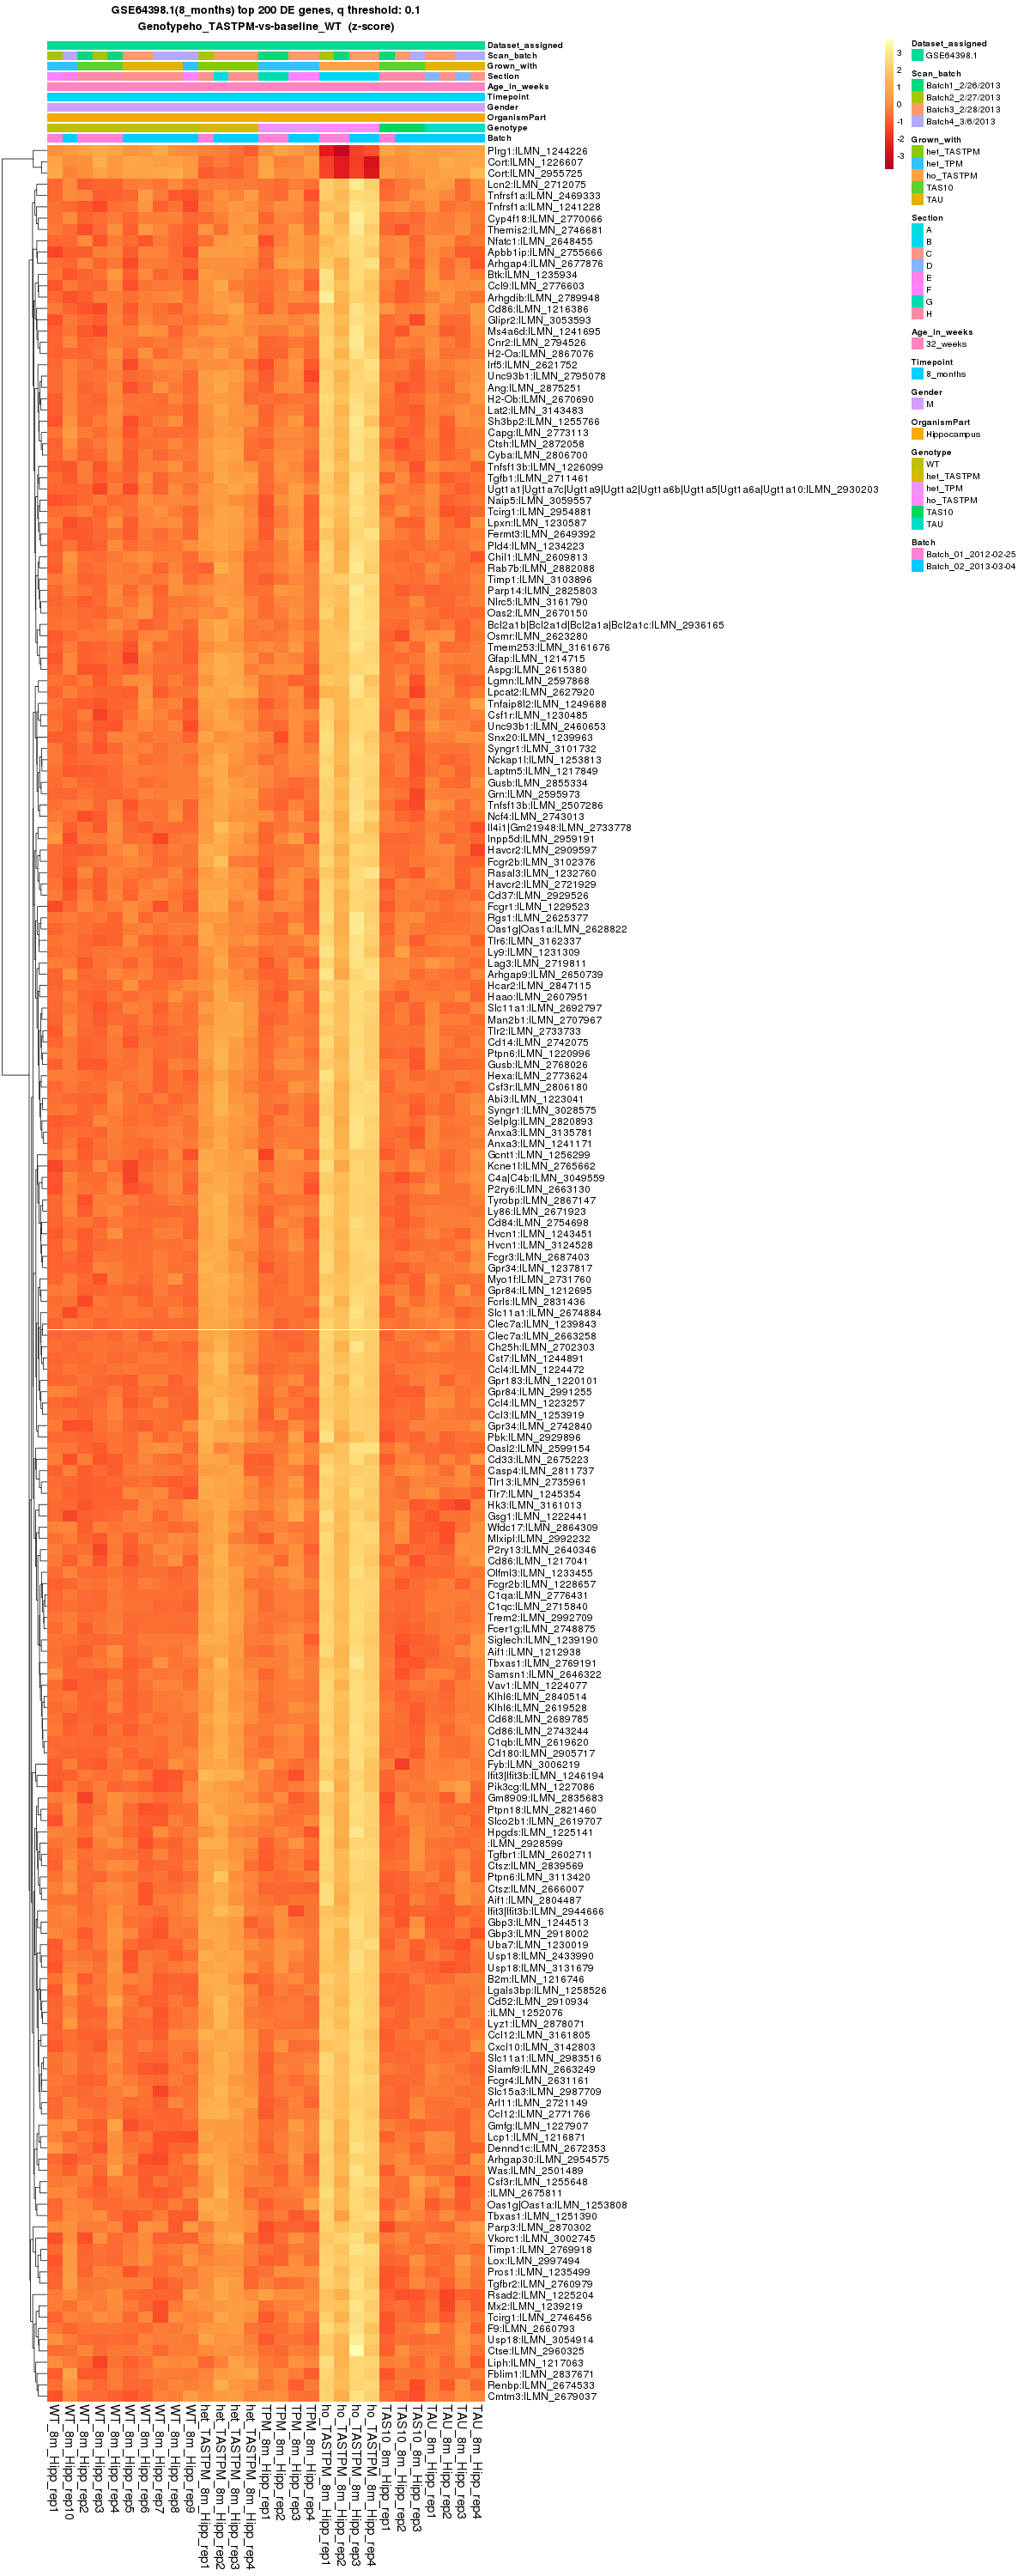 GSE64398.1(8_months) top 200 DE genes, q threshold: 0.1
Genotypeho_TASTPM-vs-baseline_WT (z-score)
Dataset_assigned
Scan_batch
Grown_with
Section
Age_in_weeks
Timepoint
Gender
OrganismPart
Genotype
Batch
Plrg1:ILMN_1244226
Cort:ILMN_1226607
Cort:ILMN_2955725
Lcn2:ILMN_2712075
Tnfrsf1a:ILMN_2469333
Tnfrsf1a:ILMN_1241228
Cyp4f18:ILMN_2770066
Themis2:ILMN_2746681
Nfatc1:ILMN_2648455
Apbb1ip:ILMN_2755666
Arhgap4:ILMN_2677876
Btk:ILMN_1235934
Ccl9:ILMN_2776603
Arhgdib:ILMN_2789948
Cd86:ILMN_1216386
Glipr2:ILMN_3053593
Ms4a6d:ILMN_1241695
Cnr2:ILMN_2794526
H2-Oa:ILMN_2867076
Irf5:ILMN_2621752
Unc93b1:ILMN_2795078
Ang:ILMN_2875251
H2-Ob:ILMN_2670690
Lat2:ILMN_3143483
Sh3bp2:ILMN_1255766
Capg:ILMN_2773113
Ctsh:ILMN_2872058
Cyba:ILMN_2806700
Tnfsf13b:ILMN_1226099
Tgfb1:ILMN_2711461
Ugt1a1|Ugt1a7c|Ugt1a9|Ugt1a2|Ugt1a6b|Ugt1a5|Ugt1a6a|Ugt1a10:ILMN_2930203
Naip5:ILMN_3059557
Tcirg1:ILMN_2954881
Lpxn:ILMN_1230587
Fermt3:ILMN_2649392
Pld4:ILMN_1234223
Chil1:ILMN_2609813
Rab7b:ILMN_2882088
Timp1:ILMN_3103896
Parp14:ILMN_2825803
Nlrc5:ILMN_3161790
Oas2:ILMN_2670150
Bcl2a1b|Bcl2a1d|Bcl2a1a|Bcl2a1c:ILMN_2936165
Osmr:ILMN_2623280
Tmem253:ILMN_3161676
Gfap:ILMN_1214715
Aspg:ILMN_2615380
Lgmn:ILMN_2597868
Lpcat2:ILMN_2627920
Tnfaip8l2:ILMN_1249688
Csf1r:ILMN_1230485
Unc93b1:ILMN_2460653
Snx20:ILMN_1239963
Syngr1:ILMN_3101732
Nckap1l:ILMN_1253813
Laptm5:ILMN_1217849
Gusb:ILMN_2855334
Grn:ILMN_2595973
Tnfsf13b:ILMN_2507286
Ncf4:ILMN_2743013
Il4i1|Gm21948:ILMN_2733778
Inpp5d:ILMN_2959191
Havcr2:ILMN_2909597
Fcgr2b:ILMN_3102376
Rasal3:ILMN_1232760
Havcr2:ILMN_2721929
Cd37:ILMN_2929526
Fcgr1:ILMN_1229523
Rgs1:ILMN_2625377
Oas1g|Oas1a:ILMN_2628822
Tlr6:ILMN_3162337
Ly9:ILMN_1231309
Lag3:ILMN_2719811
Arhgap9:ILMN_2650739
Hcar2:ILMN_2847115
Haao:ILMN_2607951
Slc11a1:ILMN_2692797
Man2b1:ILMN_2707967
Tlr2:ILMN_2733733
Cd14:ILMN_2742075
Ptpn6:ILMN_1220996
Gusb:ILMN_2768026
Hexa:ILMN_2773624
Csf3r:ILMN_2806180
Abi3:ILMN_1223041
Syngr1:ILMN_3028575
Selplg:ILMN_2820893
Anxa3:ILMN_3135781
Anxa3:ILMN_1241171
Gcnt1:ILMN_1256299
Kcne1l:ILMN_2765662
C4a|C4b:ILMN_3049559
P2ry6:ILMN_2663130
Tyrobp:ILMN_2867147
Ly86:ILMN_2671923
Cd84:ILMN_2754698
Hvcn1:ILMN_1243451
Hvcn1:ILMN_3124528
Fcgr3:ILMN_2687403
Gpr34:ILMN_1237817
Myo1f:ILMN_2731760
Gpr84:ILMN_1212695
Fcrls:ILMN_2831436
Slc11a1:ILMN_2674884
Clec7a:ILMN_1239843
Clec7a:ILMN_2663258
Ch25h:ILMN_2702303
Cst7:ILMN_1244891
Ccl4:ILMN_1224472
Gpr183:ILMN_1220101
Gpr84:ILMN_2991255
Ccl4:ILMN_1223257
Ccl3:ILMN_1253919
Gpr34:ILMN_2742840
Pbk:ILMN_2929896
Oasl2:ILMN_2599154
Cd33:ILMN_2675223
Casp4:ILMN_2811737
Tlr13:ILMN_2735961
Tlr7:ILMN_1245354
Hk3:ILMN_3161013
Gsg1:ILMN_1222441
Wfdc17:ILMN_2864309
Mlxipl:ILMN_2992232
P2ry13:ILMN_2640346
Cd86:ILMN_1217041
Olfml3:ILMN_1233455
Fcgr2b:ILMN_1228657
C1qa:ILMN_2776431
C1qc:ILMN_2715840
Trem2:ILMN_2992709
Fcer1g:ILMN_2748875
Siglech:ILMN_1239190
Aif1:ILMN_1212938
Tbxas1:ILMN_2769191
Samsn1:ILMN_2646322
Vav1:ILMN_1224077
Klhl6:ILMN_2840514
Klhl6:ILMN_2619528
Cd68:ILMN_2689785
Cd86:ILMN_2743244
C1qb:ILMN_2619620
Cd180:ILMN_2905717
Fyb:ILMN_3006219
Ifit3|Ifit3b:ILMN_1246194
Pik3cg:ILMN_1227086
Gm8909:ILMN_2835683
Ptpn18:ILMN_2821460
Slco2b1:ILMN_2619707
Hpgds:ILMN_1225141
:ILMN_2928599
Tgfbr1:ILMN_2602711
Ctsz:ILMN_2839569
Ptpn6:ILMN_3113420
Ctsz:ILMN_2666007
Aif1:ILMN_2804487
Ifit3|Ifit3b:ILMN_2944666
Gbp3:ILMN_1244513
Gbp3:ILMN_2918002
Uba7:ILMN_1230019
Usp18:ILMN_2433990
Usp18:ILMN_3131679
B2m:ILMN_1216746
Lgals3bp:ILMN_1258526
Cd52:ILMN_2910934
:ILMN_1252076
Lyz1:ILMN_2878071
Ccl12:ILMN_3161805
Cxcl10:ILMN_3142803
Slc11a1:ILMN_2983516
Slamf9:ILMN_2663249
Fcgr4:ILMN_2631161
Slc15a3:ILMN_2987709
Arl11:ILMN_2721149
Ccl12:ILMN_2771766
Gmfg:ILMN_1227907
Lcp1:ILMN_1216871
Dennd1c:ILMN_2672353
Arhgap30:ILMN_2954575
Was:ILMN_2501489
Csf3r:ILMN_1255648
:ILMN_2675811
Oas1g|Oas1a:ILMN_1253808
Tbxas1:ILMN_1251390
Parp3:ILMN_2870302
Vkorc1:ILMN_3002745
Timp1:ILMN_2769918
Lox:ILMN_2997494
Pros1:ILMN_1235499
Tgfbr2:ILMN_2760979
Rsad2:ILMN_1225204
Mx2:ILMN_1239219
Tcirg1:ILMN_2746456
F9:ILMN_2660793
Usp18:ILMN_3054914
Ctse:ILMN_2960325
Liph:ILMN_1217063
Fblim1:ILMN_2837671
Renbp:ILMN_2674533
Cmtm3:ILMN_2679037
WT_8m_Hipp_rep1
WT_8m_Hipp_rep10
WT_8m_Hipp_rep2
WT_8m_Hipp_rep3
WT_8m_Hipp_rep4
WT_8m_Hipp_rep5
WT_8m_Hipp_rep6
WT_8m_Hipp_rep7
WT_8m_Hipp_rep8
WT_8m_Hipp_rep9
het_TASTPM_8m_Hipp_rep1
het_TASTPM_8m_Hipp_rep2
het_TASTPM_8m_Hipp_rep3
het_TASTPM_8m_Hipp_rep4
TPM_8m_Hipp_rep1
TPM_8m_Hipp_rep2
TPM_8m_Hipp_rep3
TPM_8m_Hipp_rep4
ho_TASTPM_8m_Hipp_rep1
ho_TASTPM_8m_Hipp_rep2
ho_TASTPM_8m_Hipp_rep3
ho_TASTPM_8m_Hipp_rep4
TAS10_8m_Hipp_rep1
TAS10_8m_Hipp_rep2
TAS10_8m_Hipp_rep3
TAU_8m_Hipp_rep1
TAU_8m_Hipp_rep2
TAU_8m_Hipp_rep3
TAU_8m_Hipp_rep4
3
2
1
0
-1
-2
-3
Dataset_assigned
GSE64398.1
Scan_batch
Batch1_2/26/2013
Batch2_2/27/2013
Batch3_2/28/2013
Batch4_3/6/2013
Grown_with
het_TASTPM
het_TPM
ho_TASTPM
TAS10
TAU
Section
A
B
C
D
E
F
G
H
Age_in_weeks
32_weeks
Timepoint
8_months
Gender
M
OrganismPart
Hippocampus
Genotype
WT
het_TASTPM
het_TPM
ho_TASTPM
TAS10
TAU
Batch
Batch_01_2012-02-25
Batch_02_2013-03-04